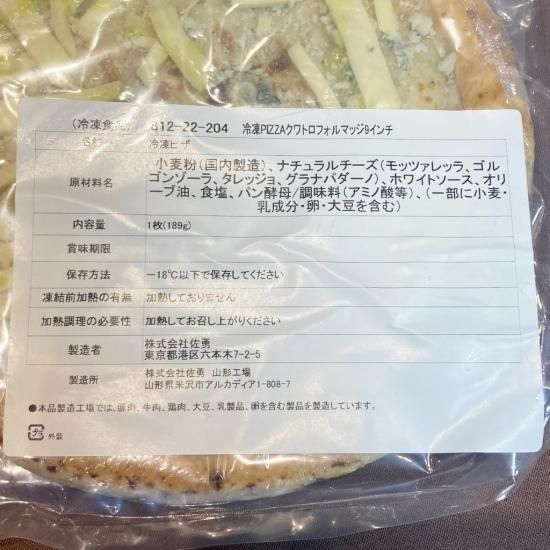 (冷凍食品) 812-22-204 冷凍PIZZAクワトロフォルマッジ9インチ
名称 冷凍ピザ
原材料名 小麦粉(国内製造)、ナチュラルチーズ(モッツァレッラ、ゴル
ゴンゾーラ、タレッジョ、グラナパダーノ)、ホワイトソース、オリ
ーブ油、食塩、パン酵母/調味料(アミノ酸等)、(一部に小麦・
乳成分・卵・大豆を含む)
内容量 1枚(189g)
賞味期限
保存方法 －18℃以下で保存してください
凍結前加熱の有無 加熱しておりません
加熱調理の必要性 加熱してお召し上がりください
製造者 株式会社佐勇
東京都港区六本木7-2-5
製造所 株式会社佐勇 山形工場
山形県米沢市アルカディア1-808-7
●本品製造工場では、豚肉、牛肉、鶏肉、大豆、乳製品、卵を含む製品を製造しています。
プラ 外装